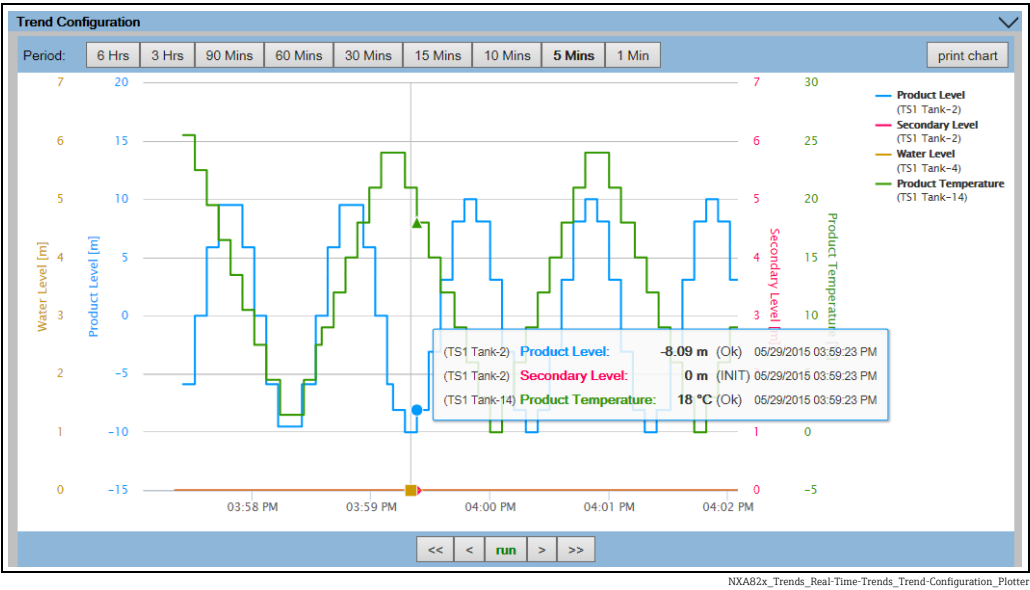 Trend Configuration
Period: 6 Hrs 3 Hrs 90 Mins 60 Mins 30 Mins 15 Mins 10 Mins 5 Mins 1 Min print chart
7 20 7 30
6 15 6 25
5 10 5 20
4 5 4 15
3 0 3 10
2 -5
1 -10 1 0
0 -15 0 -5
Water Level [m]
Product Level [m]
Secondary Level [m]
Product Temperature
Product Level
(TS1 Tank-2)
Secondary Level
(TS1 Tank-2)
Water Level
(TS1 Tank-4)
Product Temperature
(TS1 Tank-14)
(TS1 Tank-2) Product Level: -8.09 m (Ok) 05/29/2015 03:59:23 PM
(TS1 Tank-2) Secondary Level: 0 m (INIT) 05/29/2015 03:59:23 PM
(TS1 Tank-14) Product Temperature: 18 °C (Ok) 05/29/2015 03:59:23 PM
03:58 PM 03:59 PM 04:00 PM 04:01 PM 04:02 PM
<< < run > >>
NXA82x_Trends_Real-Time-Trends_Trend-Configuration_Plotter